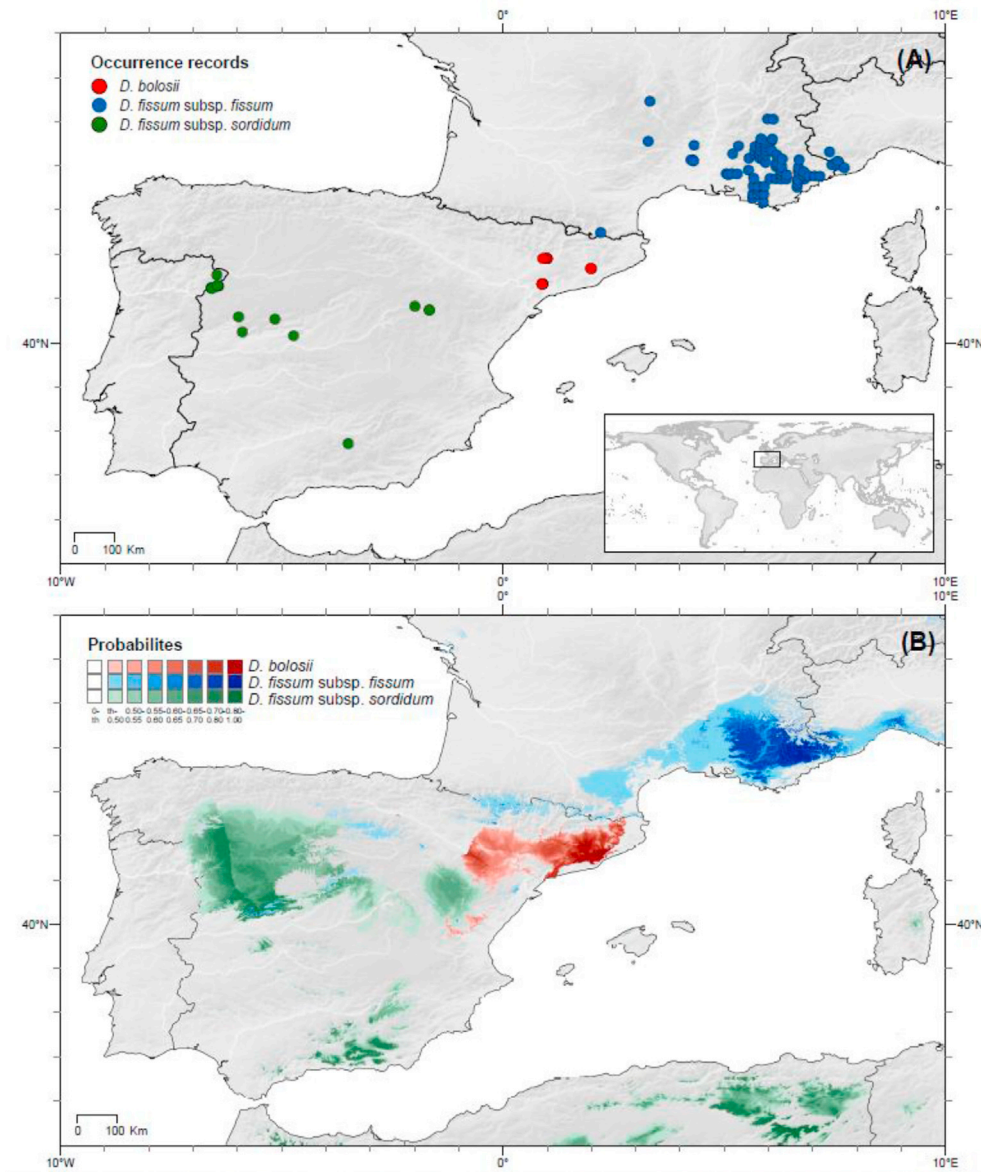 0°
10°E
(A)
Occurrence records
D. bolosii
D. fissum subsp. fissum
D. fissum subsp. sordidum
40°N
40°N
0 100 Km
10°W
0°
10°E
(B)
Probabilites
D. bolosii
D. fissum subsp. fissum
D. fissum subsp. sordidum
0- th- 0.50- 0.55- 0.60- 0.65- 0.70- 0.80-
th 0.50 0.55 0.60 0.65 0.70 0.80 1.00
40°N
40°N
0 100 Km
10°W
0°
10°E